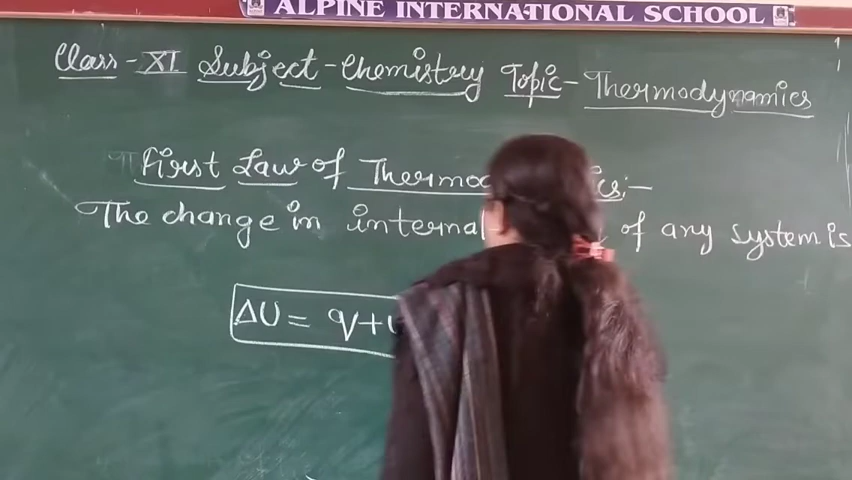 ALPINE INTERNATIONAL SCHOOL
Class - XI Subject - Chemistry Topic - Thermodynamics
First Law of Thermo
The change in internal of any system is
ΔU = q+